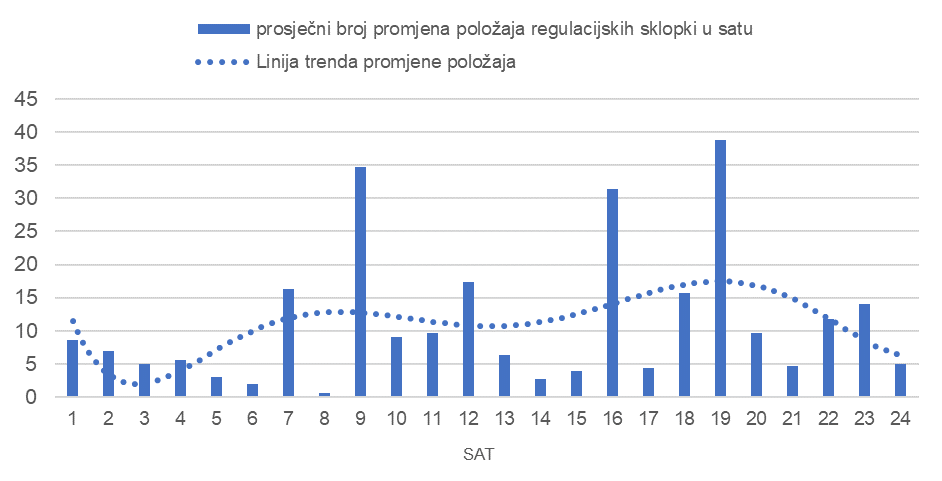 prosječni broj promjena položaja regulacijskih sklopki u satu
Linija trenda promjene položaja
45
40
35
30
25
20
15
10
5
0
1 2 3 4 5 6 7 8 9 10 11 12 13 14 15 16 17 18 19 20 21 22 23 24
SAT